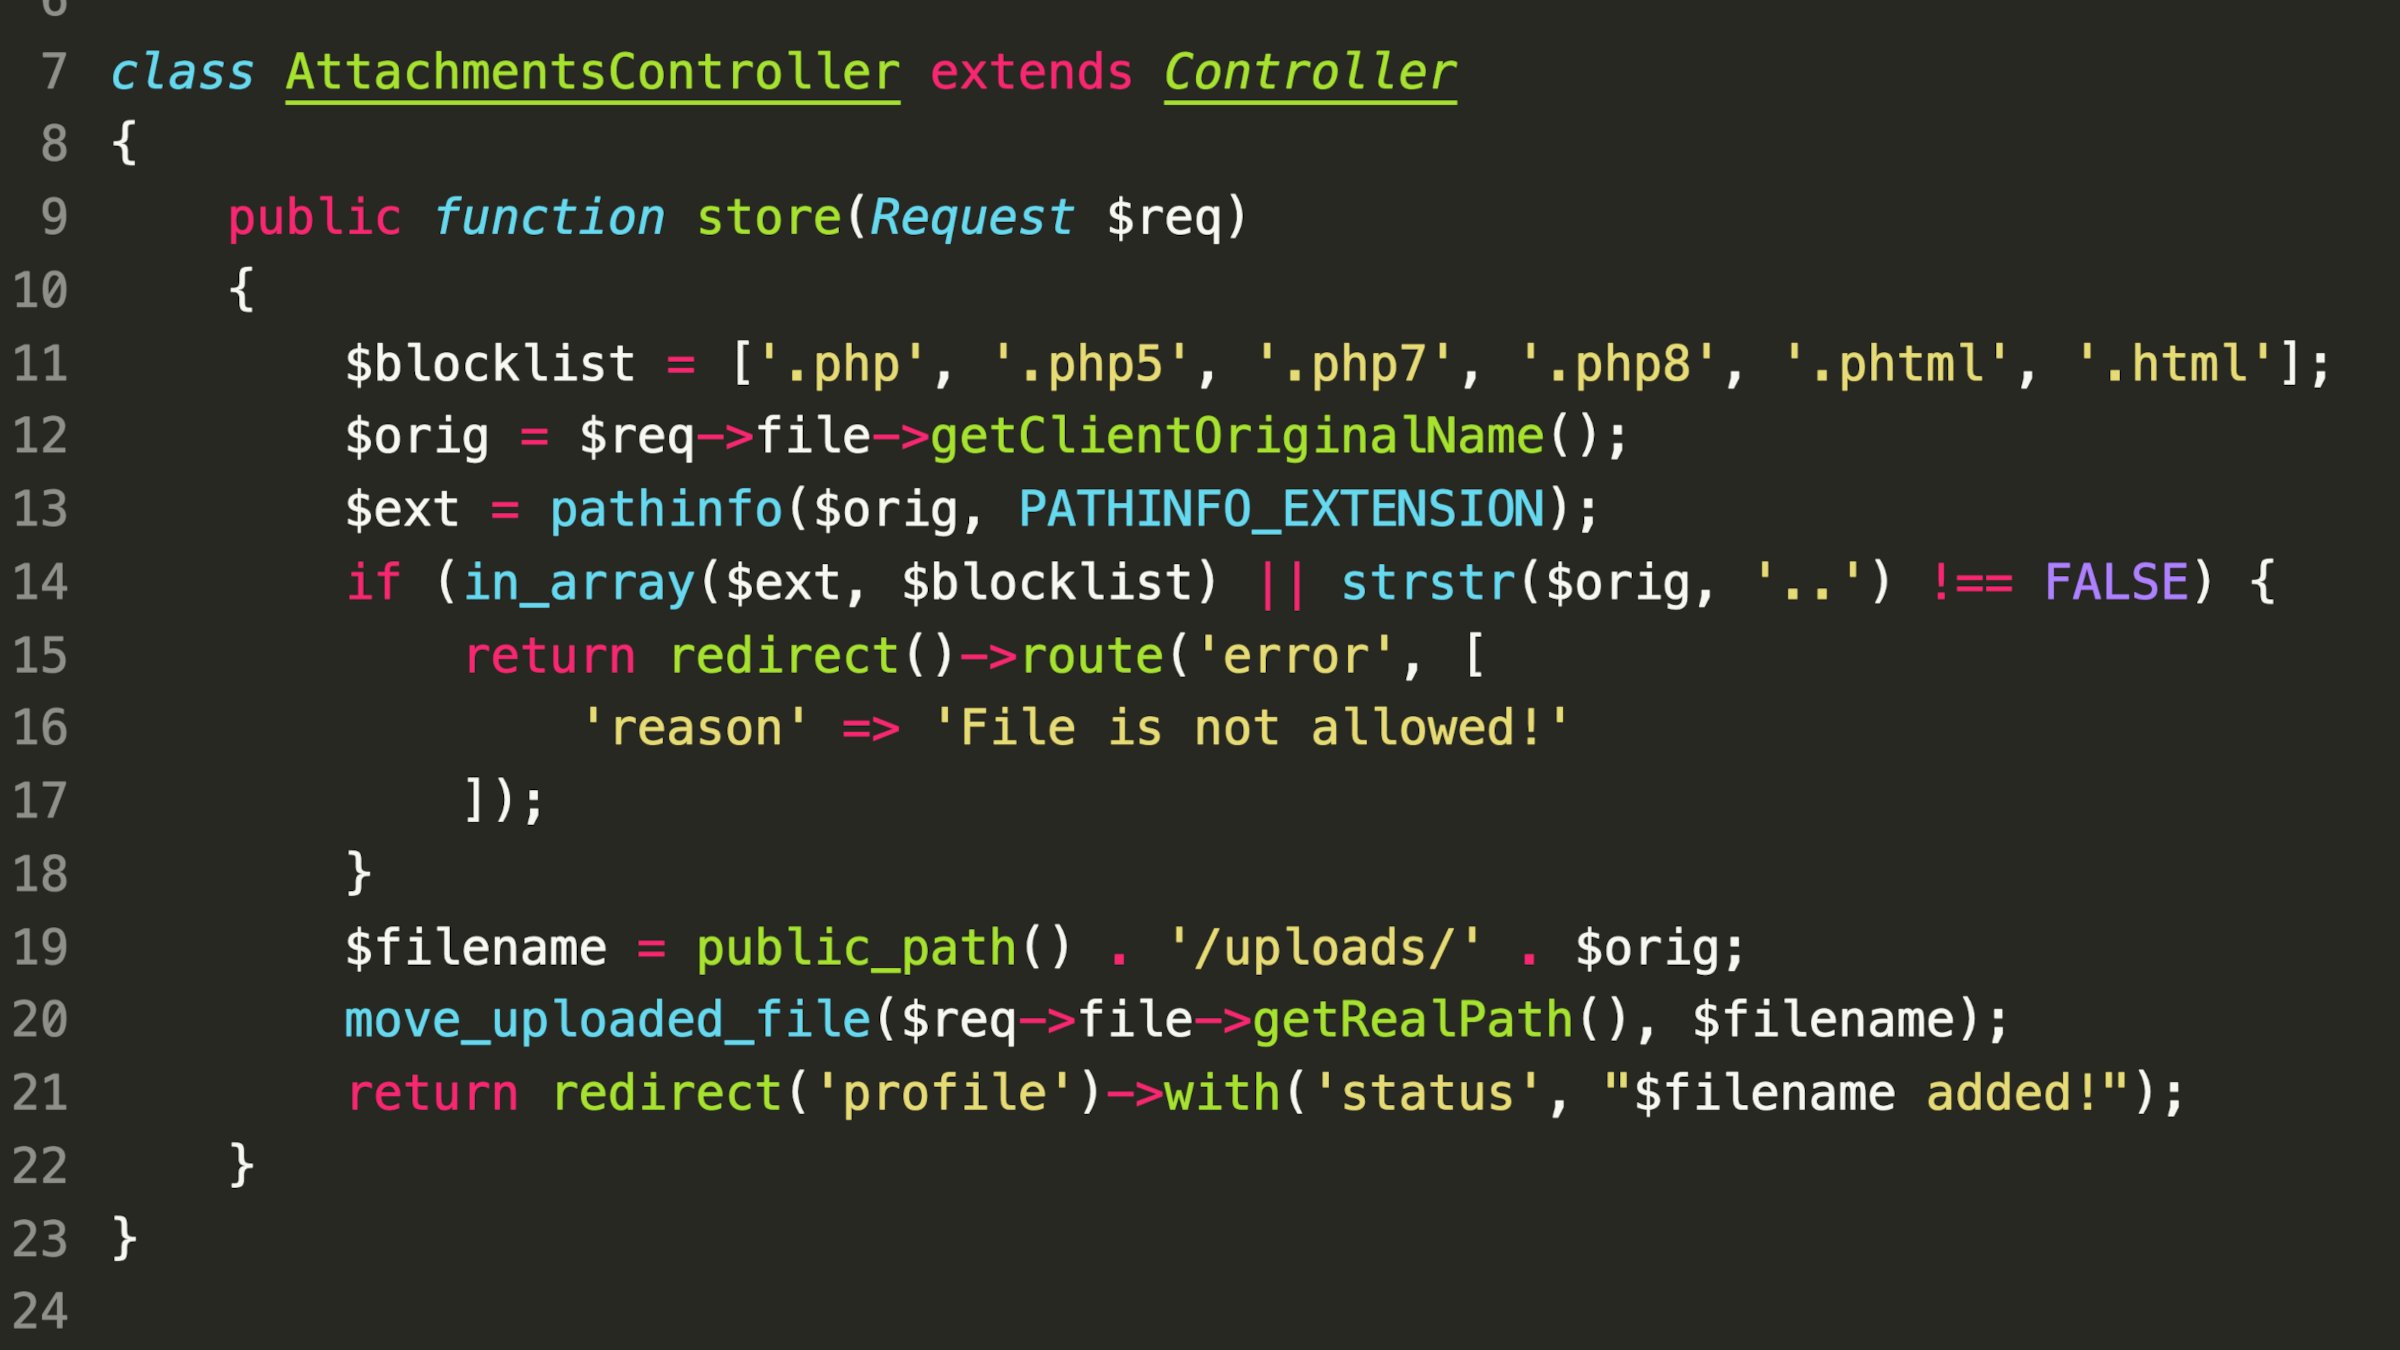 6
7 class AttachmentsController extends Controller
8 {
9     public function store(Request $req)
10     {
11         $blocklist = ['.php', '.php5', '.php7', '.php8', '.phtml', '.html'];
12         $orig = $req->file->getClientOriginalName();
13         $ext = pathinfo($orig, PATHINFO_EXTENSION);
14         if (in_array($ext, $blocklist) || strstr($orig, '..') !== FALSE) {
15             return redirect()->route('error', [
16                 'reason' => 'File is not allowed!'
17             ]);
18         }
19         $filename = public_path() . '/uploads/' . $orig;
20         move_uploaded_file($req->file->getRealPath(), $filename);
21         return redirect('profile')->with('status', "$filename added!");
22     }
23 }
24